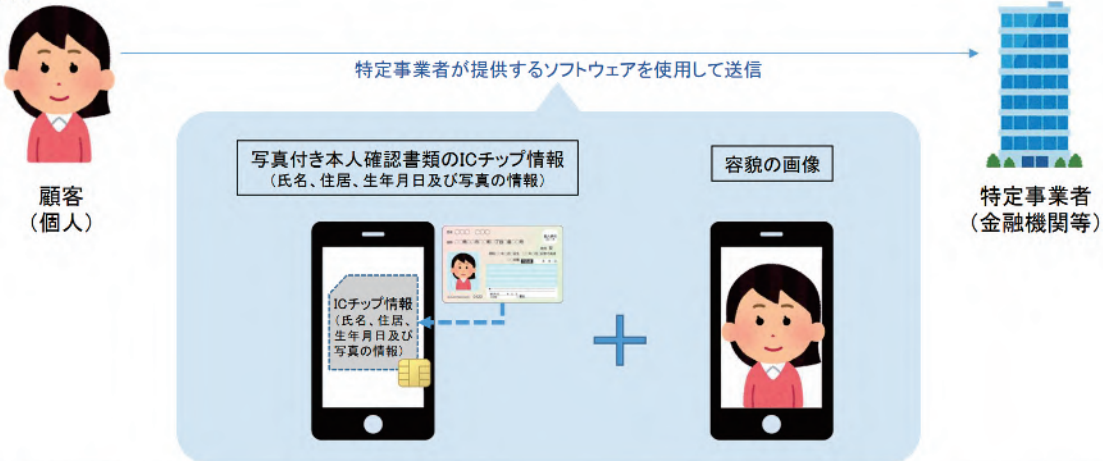 特定事業者が提供するソフトウェアを使用して送信
写真付き本人確認書類のICチップ情報
（氏名、住居、生年月日及び写真の情報）
容貌の画像
顧客
（個人）
特定事業者
（金融機関等）
ICチップ情報
（氏名、住居、
生年月日及び
写真の情報）